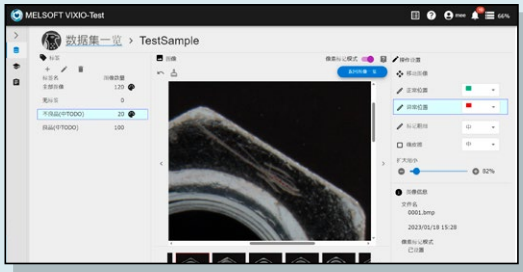 MELSOFT VIXIO-Test
66%
数据集一览 > TestSample
标签
标签名
图像数量
全部图像 120
无标签 0
不良品(中TODO) 20
良品(中TODO) 100
图像
像素标记模式
操作设置
移动图像
正常位置
异常位置
标记删除
橡皮擦
扩大缩小
92%
图像信息
文件名
0001.bmp
2023/01/18 15:28
像素标记模式
已设置